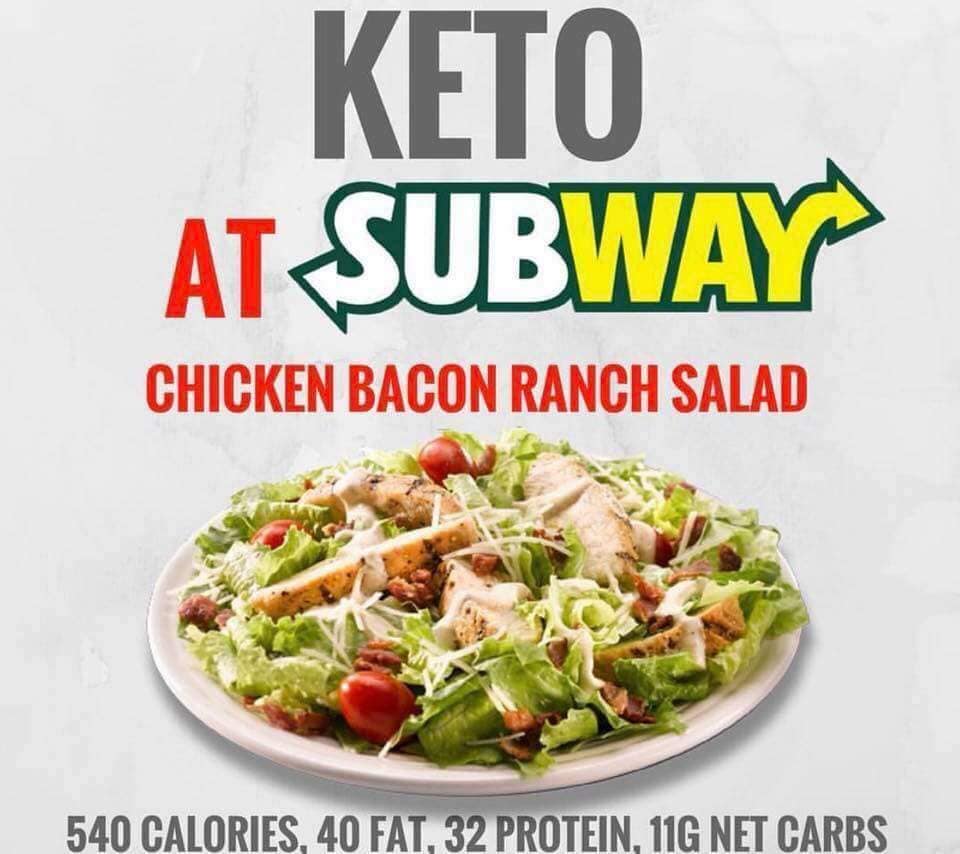 KETO
AT SUBWAY
CHICKEN BACON RANCH SALAD
540 CALORIES, 40 FAT, 32 PROTEIN, 11G NET CARBS